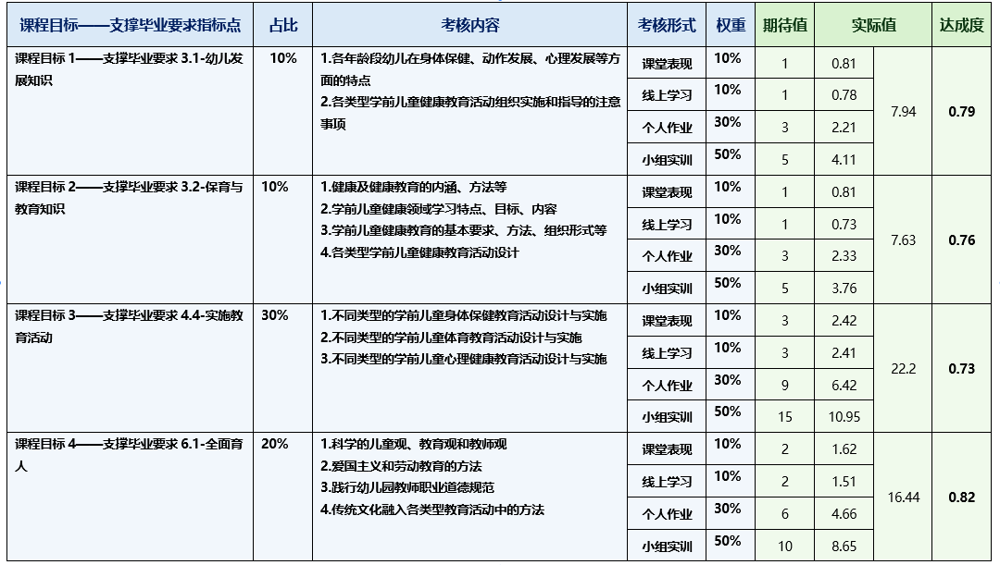 课程目标——支撑毕业要求指标点 占比 考核内容 考核形式 权重 期待值 实际值 达成度
课程目标 1——支撑毕业要求 3.1-幼儿发
展知识
10%
1.各年龄段幼儿在身体保健、动作发展、心理发展等方
面的特点
2.各类型学前儿童健康教育活动组织实施和指导的注意
事项
课堂表现 10% 1 0.81
线上学习 10% 1 0.78
个人作业 30% 3 2.21
小组实训 50% 5 4.11
7.94 0.79
课程目标 2——支撑毕业要求 3.2-保育与
教育知识
10%
1.健康及健康教育的内涵、方法等
2.学前儿童健康领域学习特点、目标、内容
3.学前儿童健康教育的基本要求、方法、组织形式等
4.各类型学前儿童健康教育活动设计
课堂表现 10% 1 0.81
线上学习 10% 1 0.73
个人作业 30% 3 2.33
小组实训 50% 5 3.76
7.63 0.76
课程目标 3——支撑毕业要求 4.4-实施教
育活动
30%
1.不同类型的学前儿童身体保健教育活动设计与实施
2.不同类型的学前儿童体育教育活动设计与实施
3.不同类型的学前儿童心理健康教育活动设计与实施
课堂表现 10% 3 2.42
线上学习 10% 3 2.41
个人作业 30% 9 6.42
小组实训 50% 15 10.95
22.2 0.73
课程目标 4——支撑毕业要求 6.1-全面育
人
20%
1.科学的儿童观、教育观和教师观
2.爱国主义和劳动教育的方法
3.践行幼儿园教师职业道德规范
4.传统文化融入各类型教育活动中的方法
课堂表现 10% 2 1.62
线上学习 10% 2 1.51
个人作业 30% 6 4.66
小组实训 50% 10 8.65
16.44 0.82